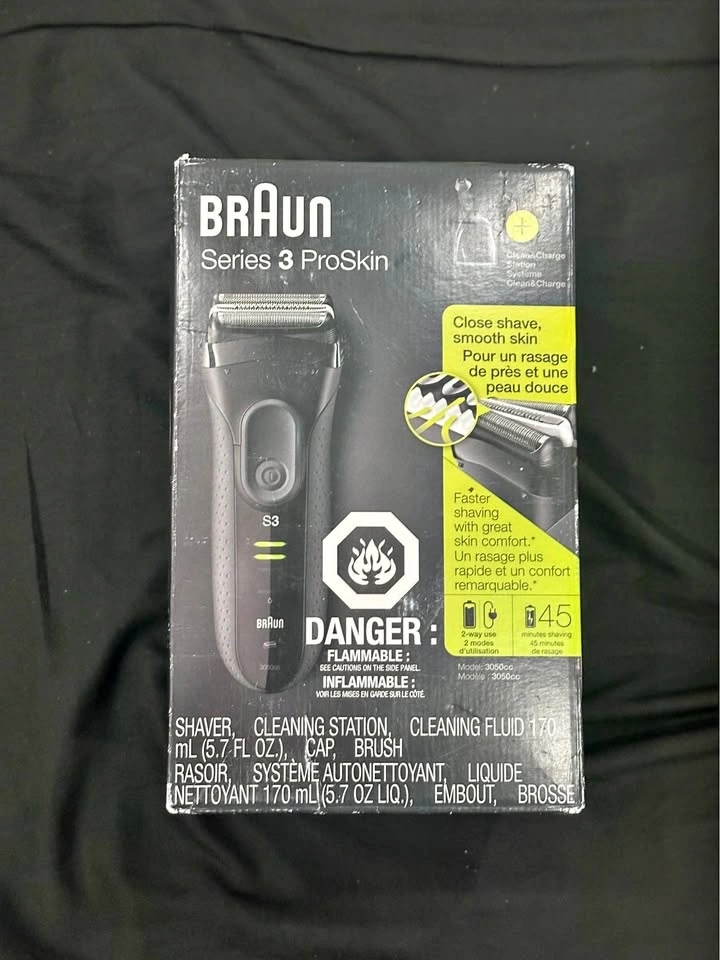 BRAUN
Series 3 ProSkin
Clean&Charge
Station
Système
Clean&Charge
Close shave,
smooth skin
Pour un rasage
de près et une
peau douce
Faster
shaving
with great
skin comfort.*
Un rasage plus
rapide et un confort
remarquable.*
2-way use
2 modes
d'utilisation
45
minutes shaving
45 minutes
de rasage
Model: 3050cc
Modèle : 3050cc
S3
BRAUN
3050cc
DANGER :
FLAMMABLE :
SEE CAUTIONS ON THE SIDE PANEL.
INFLAMMABLE :
VOIR LES MISES EN GARDE SUR LE CÔTÉ.
SHAVER, CLEANING STATION, CLEANING FLUID 170
mL (5.7 FL OZ.), CAP, BRUSH
RASOIR, SYSTÈME AUTONETTOYANT, LIQUIDE
NETTOYANT 170 mL (5.7 OZ LIQ.), EMBOUT, BROSSE